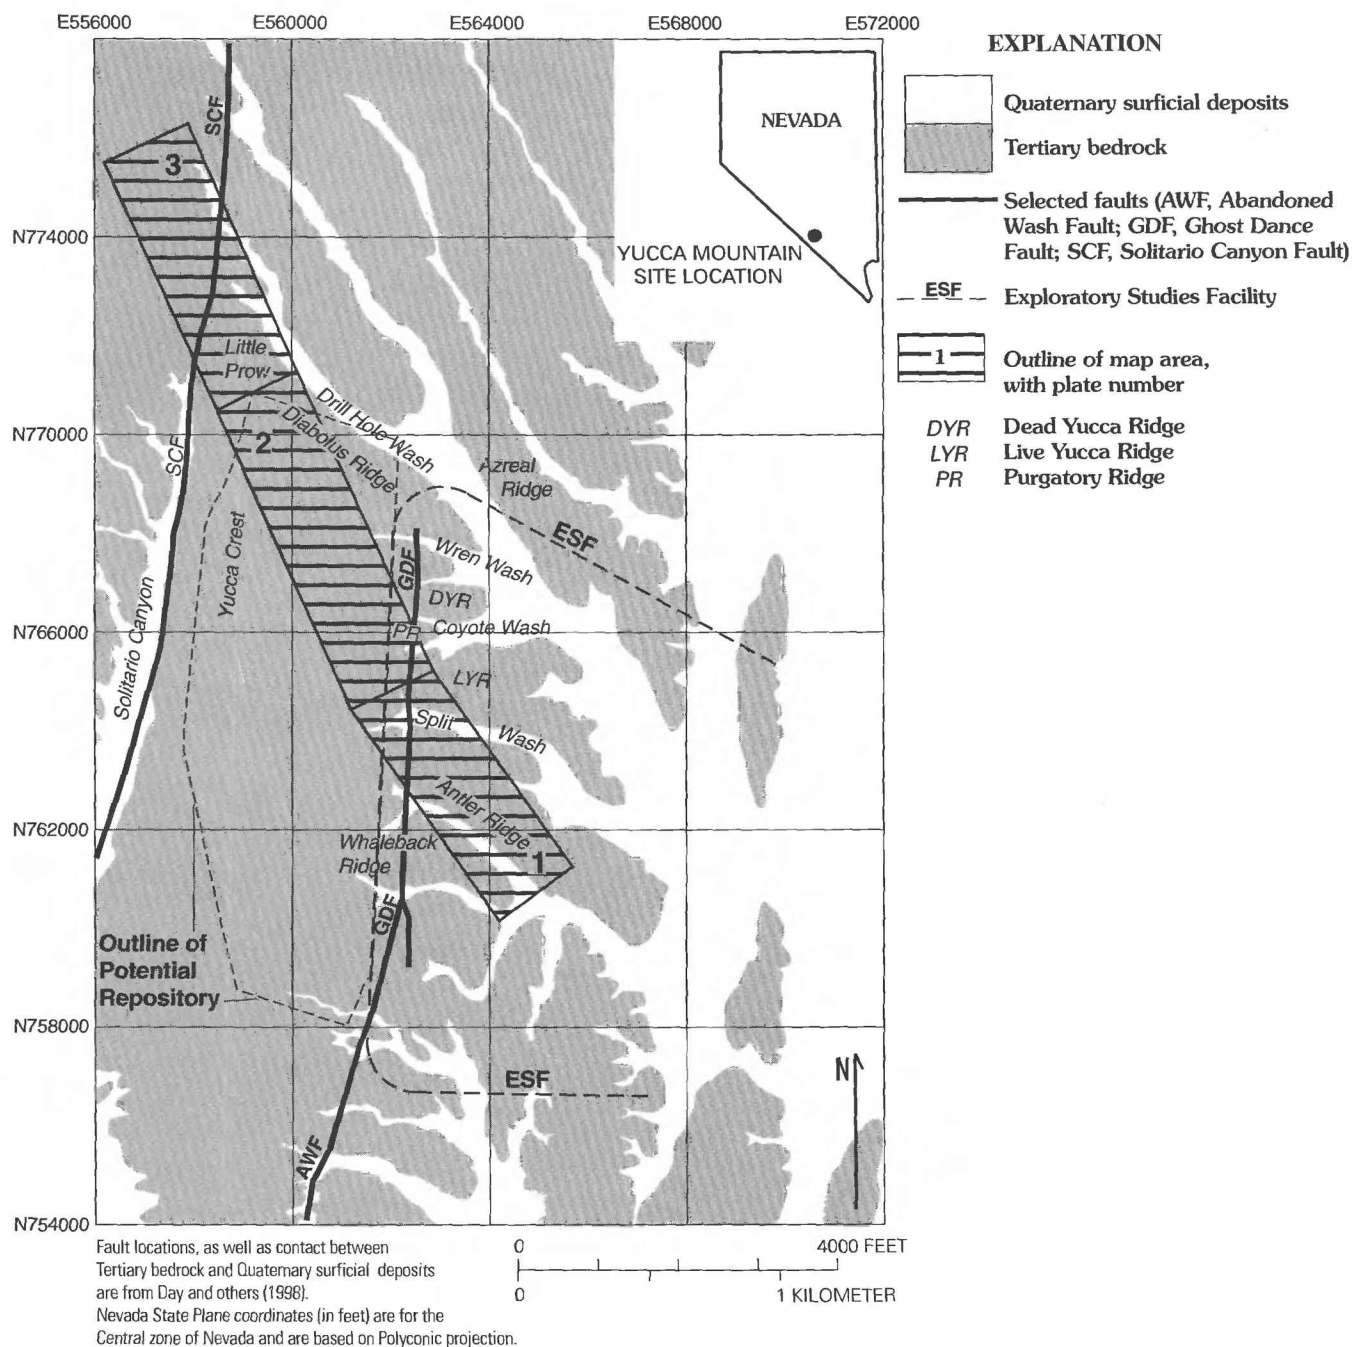 E556000 E560000 E564000 E568000 E572000
EXPLANATION
Quaternary surficial deposits
Tertiary bedrock
Selected faults (AWF, Abandoned
Wash Fault; GDF, Ghost Dance
Fault; SCF, Solitario Canyon Fault)
ESF Exploratory Studies Facility
1 Outline of map area,
with plate number
DYR Dead Yucca Ridge
LYR Live Yucca Ridge
PR Purgatory Ridge
NEVADA
YUCCA MOUNTAIN
SITE LOCATION
SCF
3
N774000
Little
Prow
Drill Hole Wash
Diabolus Ridge
N770000
2
SCF
Azreal
Ridge
ESF
Yucca Crest
GDF
Wren Wash
DYR
N766000
PR
Coyote Wash
Solitario Canyon
LYR
Split
Wash
Antler Ridge
N762000
Whaleback
Ridge
1
GDF
Outline of
Potential
Repository
N758000
N
ESF
AWF
N754000
Fault locations, as well as contact between
Tertiary bedrock and Quaternary surficial deposits
are from Day and others (1998).
Nevada State Plane coordinates (in feet) are for the
Central zone of Nevada and are based on Polyconic projection.
0 4000 FEET
0 1 KILOMETER